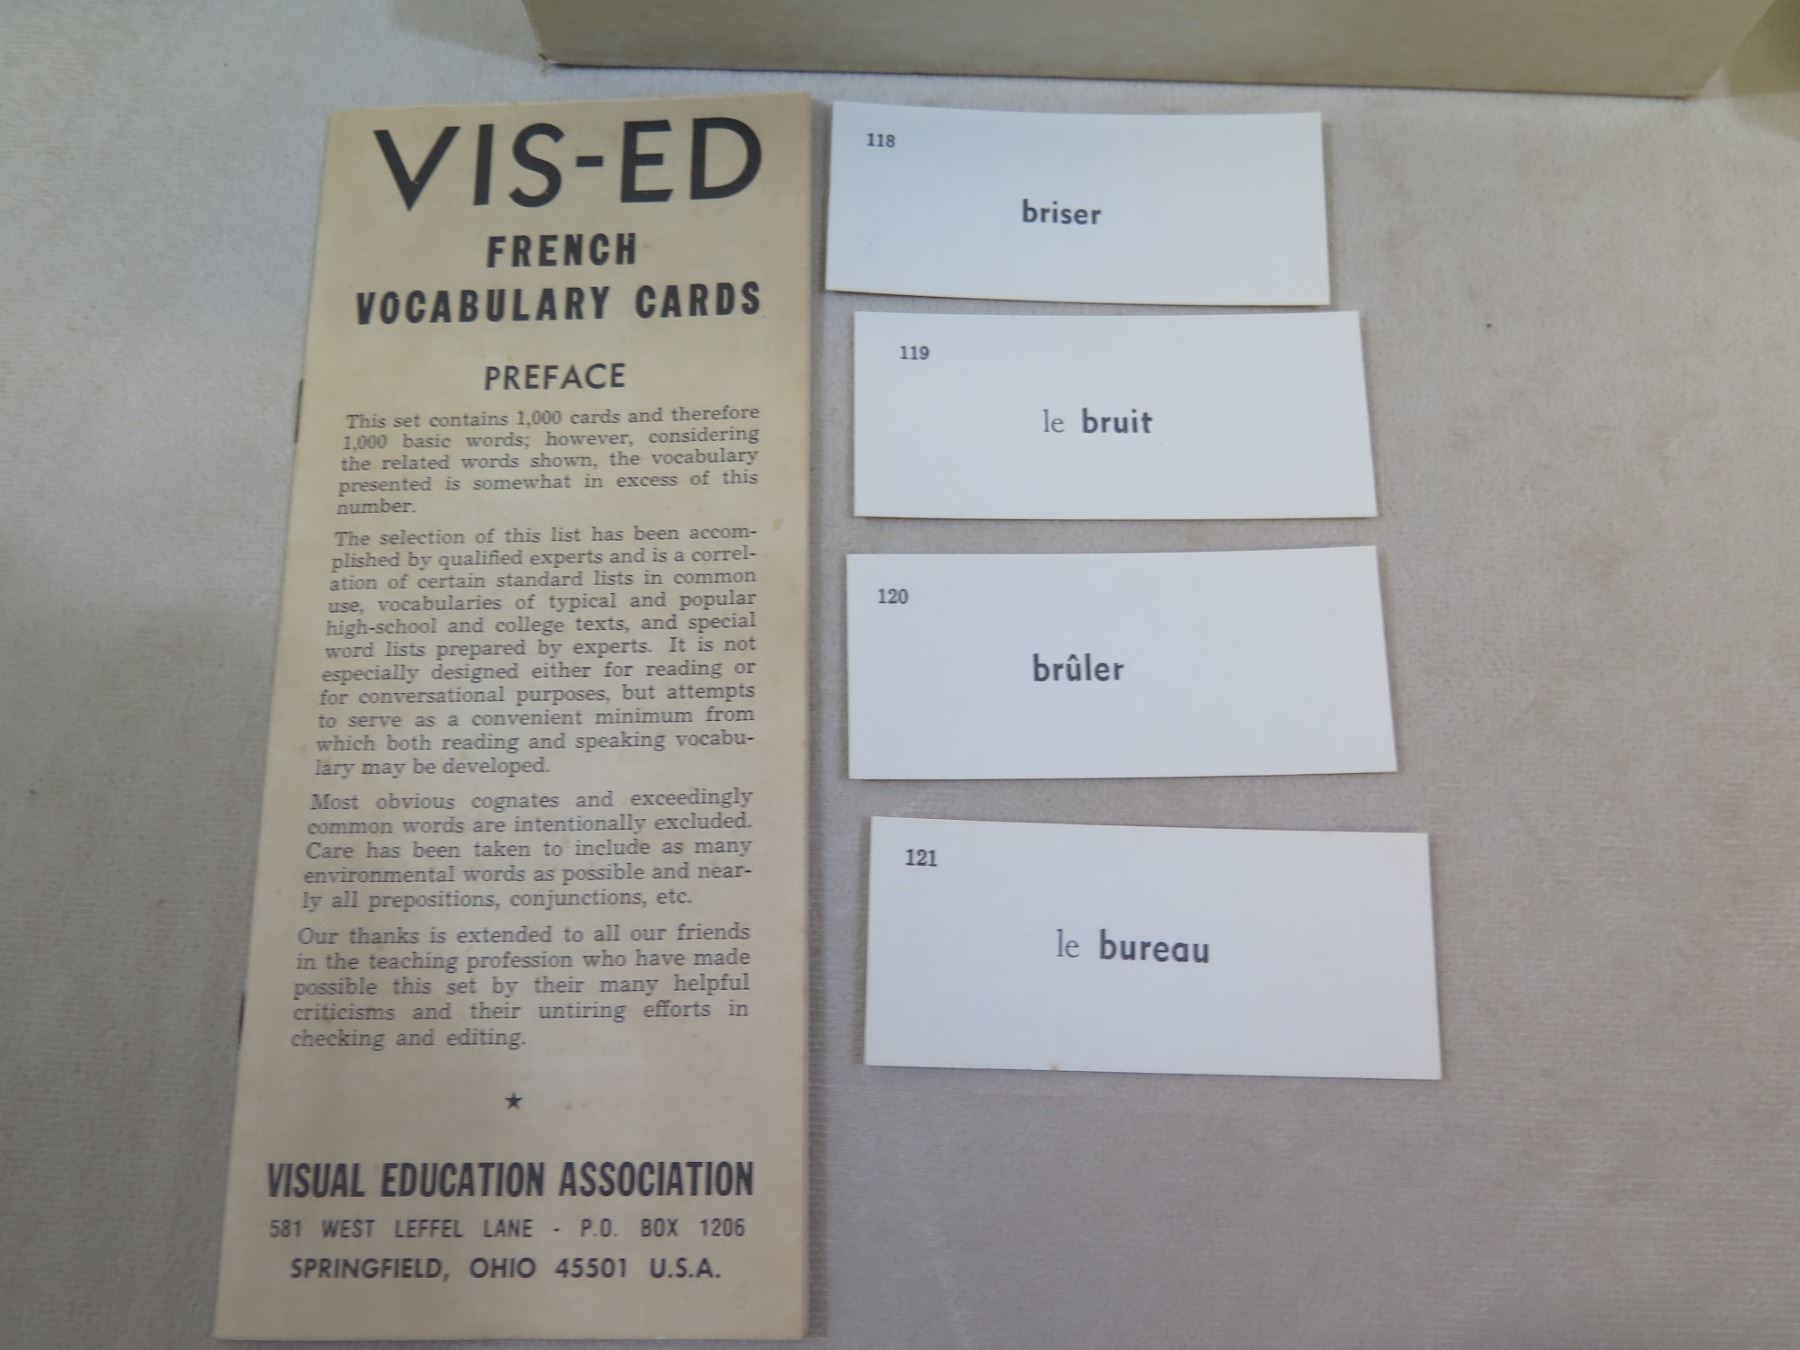 VIS-ED
FRENCH
VOCABULARY CARDS
PREFACE
This set contains 1,000 cards and therefore
1,000 basic words; however, considering
the related words shown, the vocabulary
presented is somewhat in excess of this
number.
The selection of this list has been accom-
plished by qualified experts and is a correl-
ation of certain standard lists in common
use, vocabularies of typical and popular
high-school and college texts, and special
word lists prepared by experts. It is not
especially designed either for reading or
for conversational purposes, but attempts
to serve as a convenient minimum from
which both reading and speaking vocabu-
lary may be developed.
Most obvious cognates and exceedingly
common words are intentionally excluded.
Care has been taken to include as many
environmental words as possible and near-
ly all prepositions, conjunctions, etc.
Our thanks is extended to all our friends
in the teaching profession who have made
possible this set by their many helpful
criticisms and their untiring efforts in
checking and editing.
★
VISUAL EDUCATION ASSOCIATION
581 WEST LEFFEL LANE - P.O. BOX 1206
SPRINGFIELD, OHIO 45501 U.S.A.
118
briser
119
le bruit
120
brûler
121
le bureau